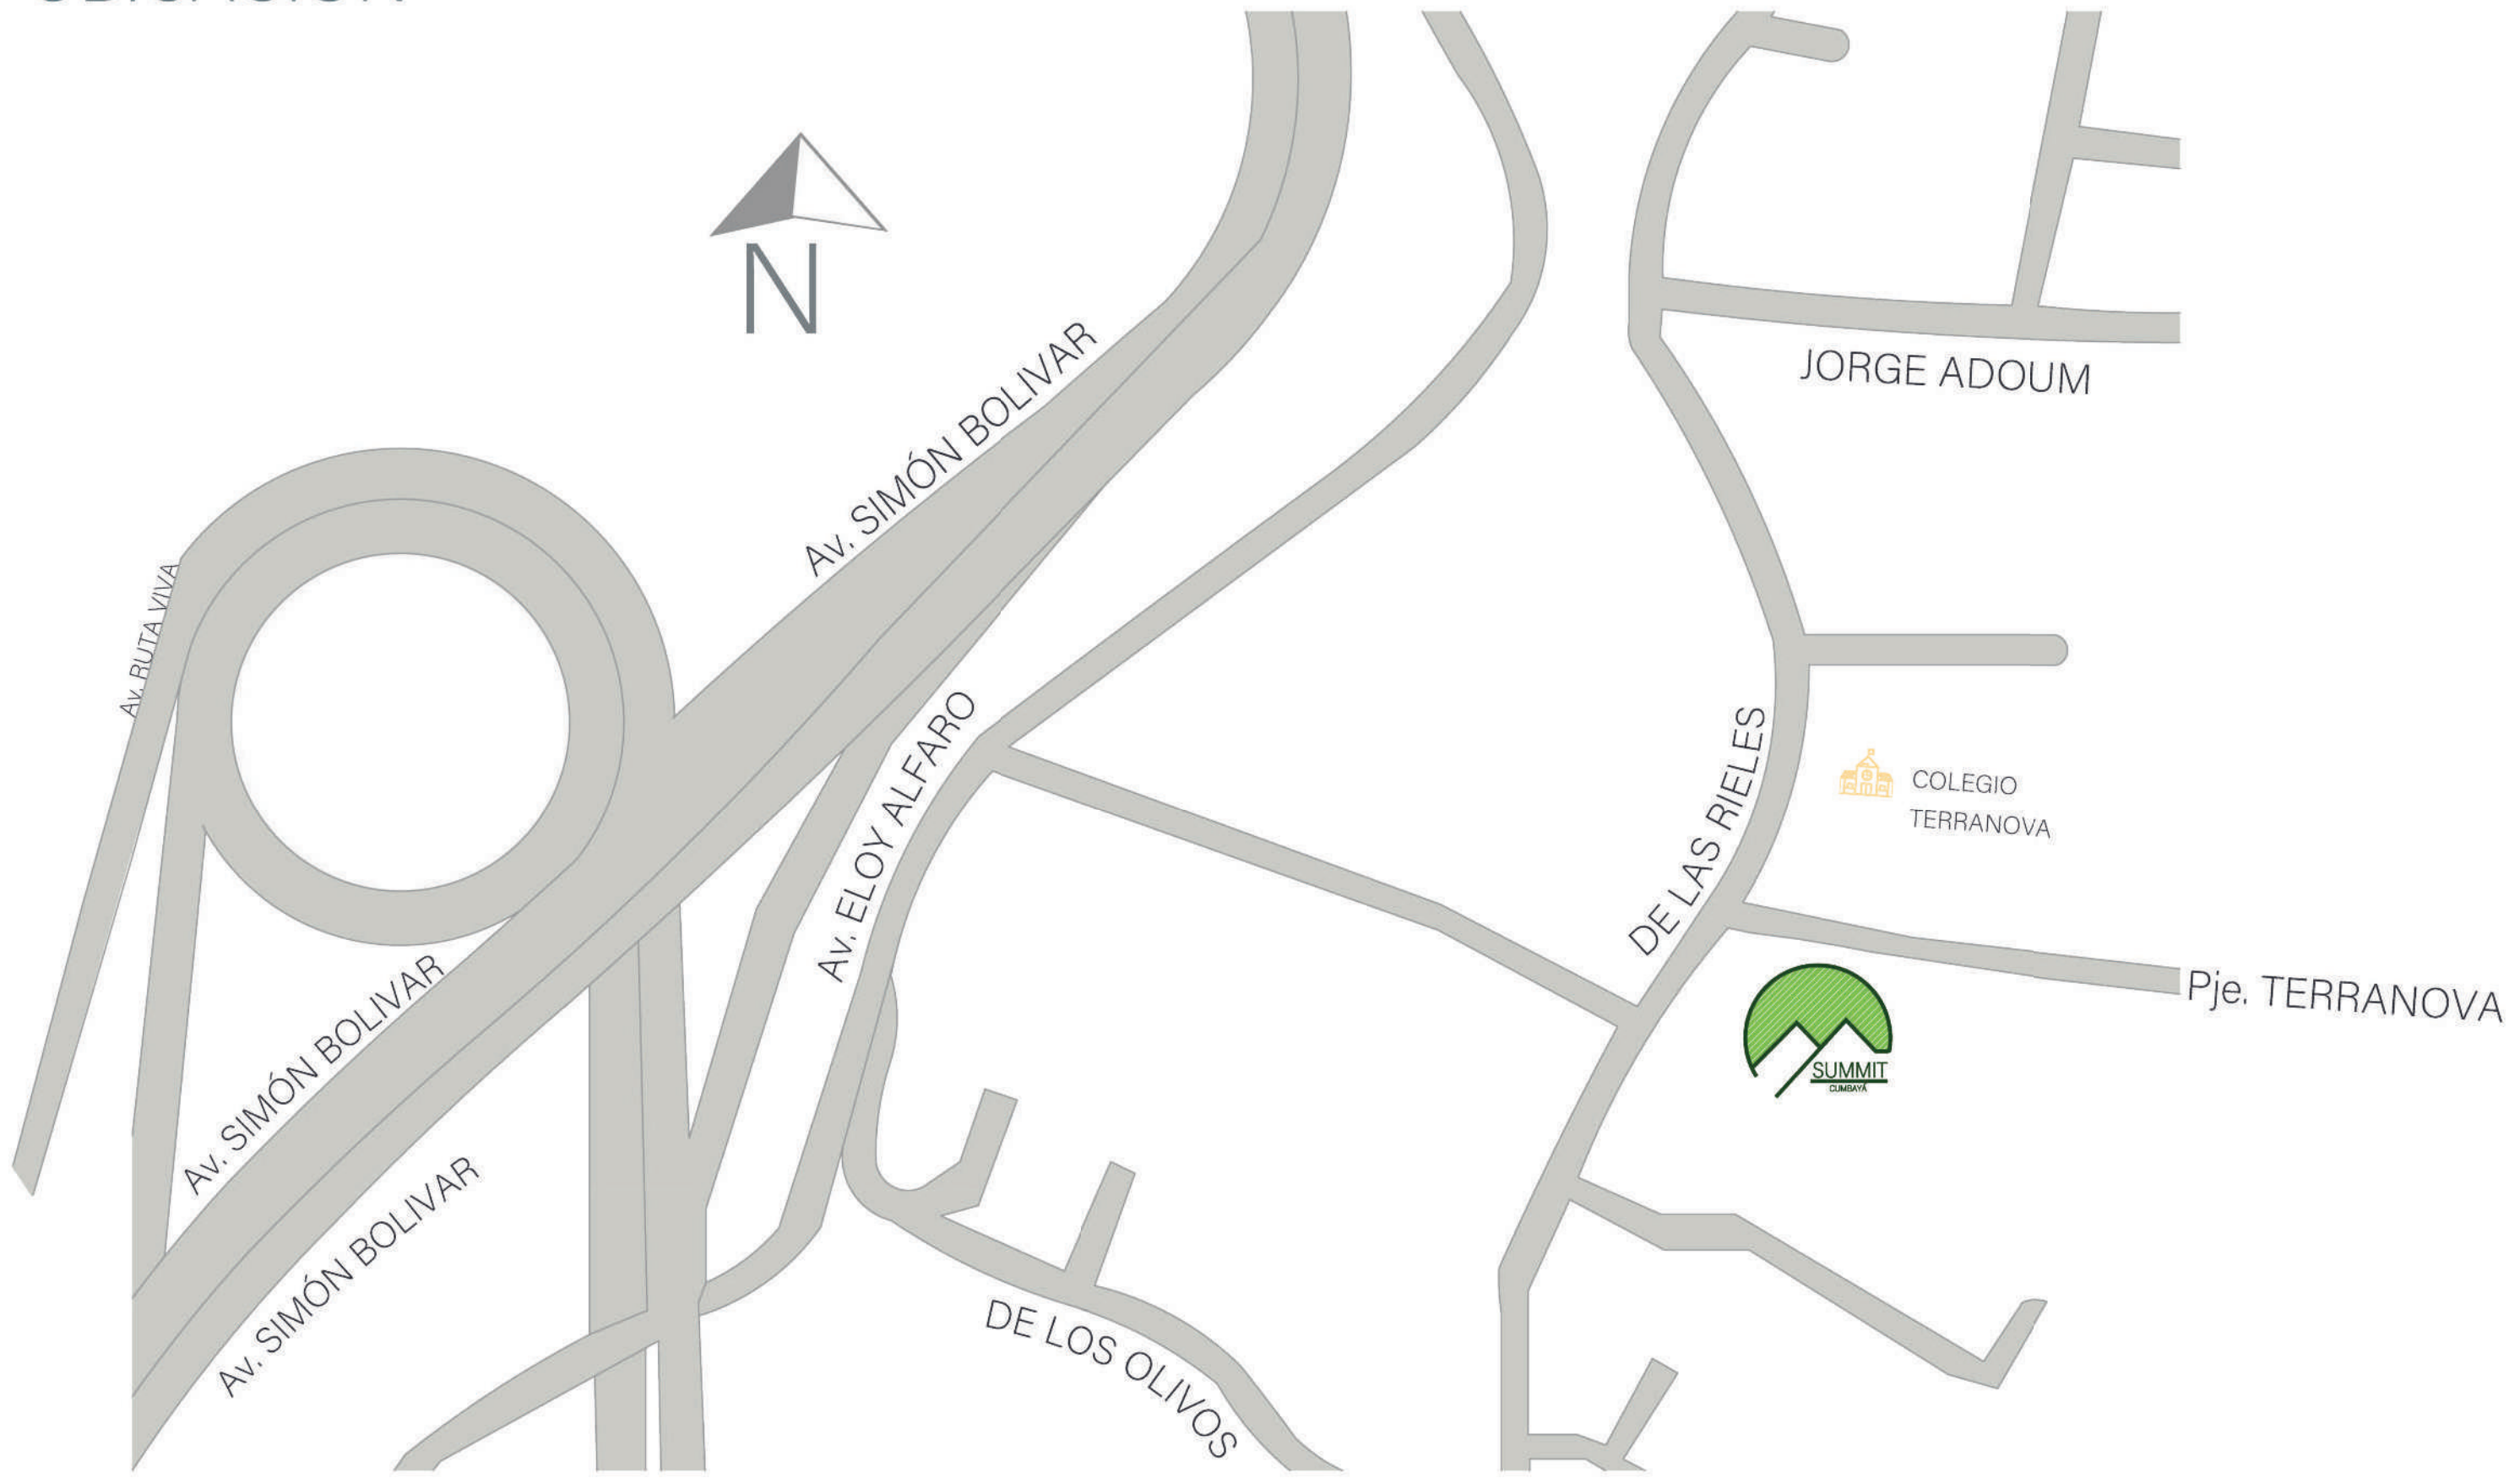 N
Av. SIMÓN BOLIVAR
JORGE ADOUM
Av. RUTA VIVA
Av. ELOY ALFARO
DE LAS RIELES
COLEGIO
TERRANOVA
Av. SIMÓN BOLIVAR
Pje. TERRANOVA
SUMMIT
CUMBAYÁ
Av. SIMÓN BOLIVAR
DE LOS OLIVOS